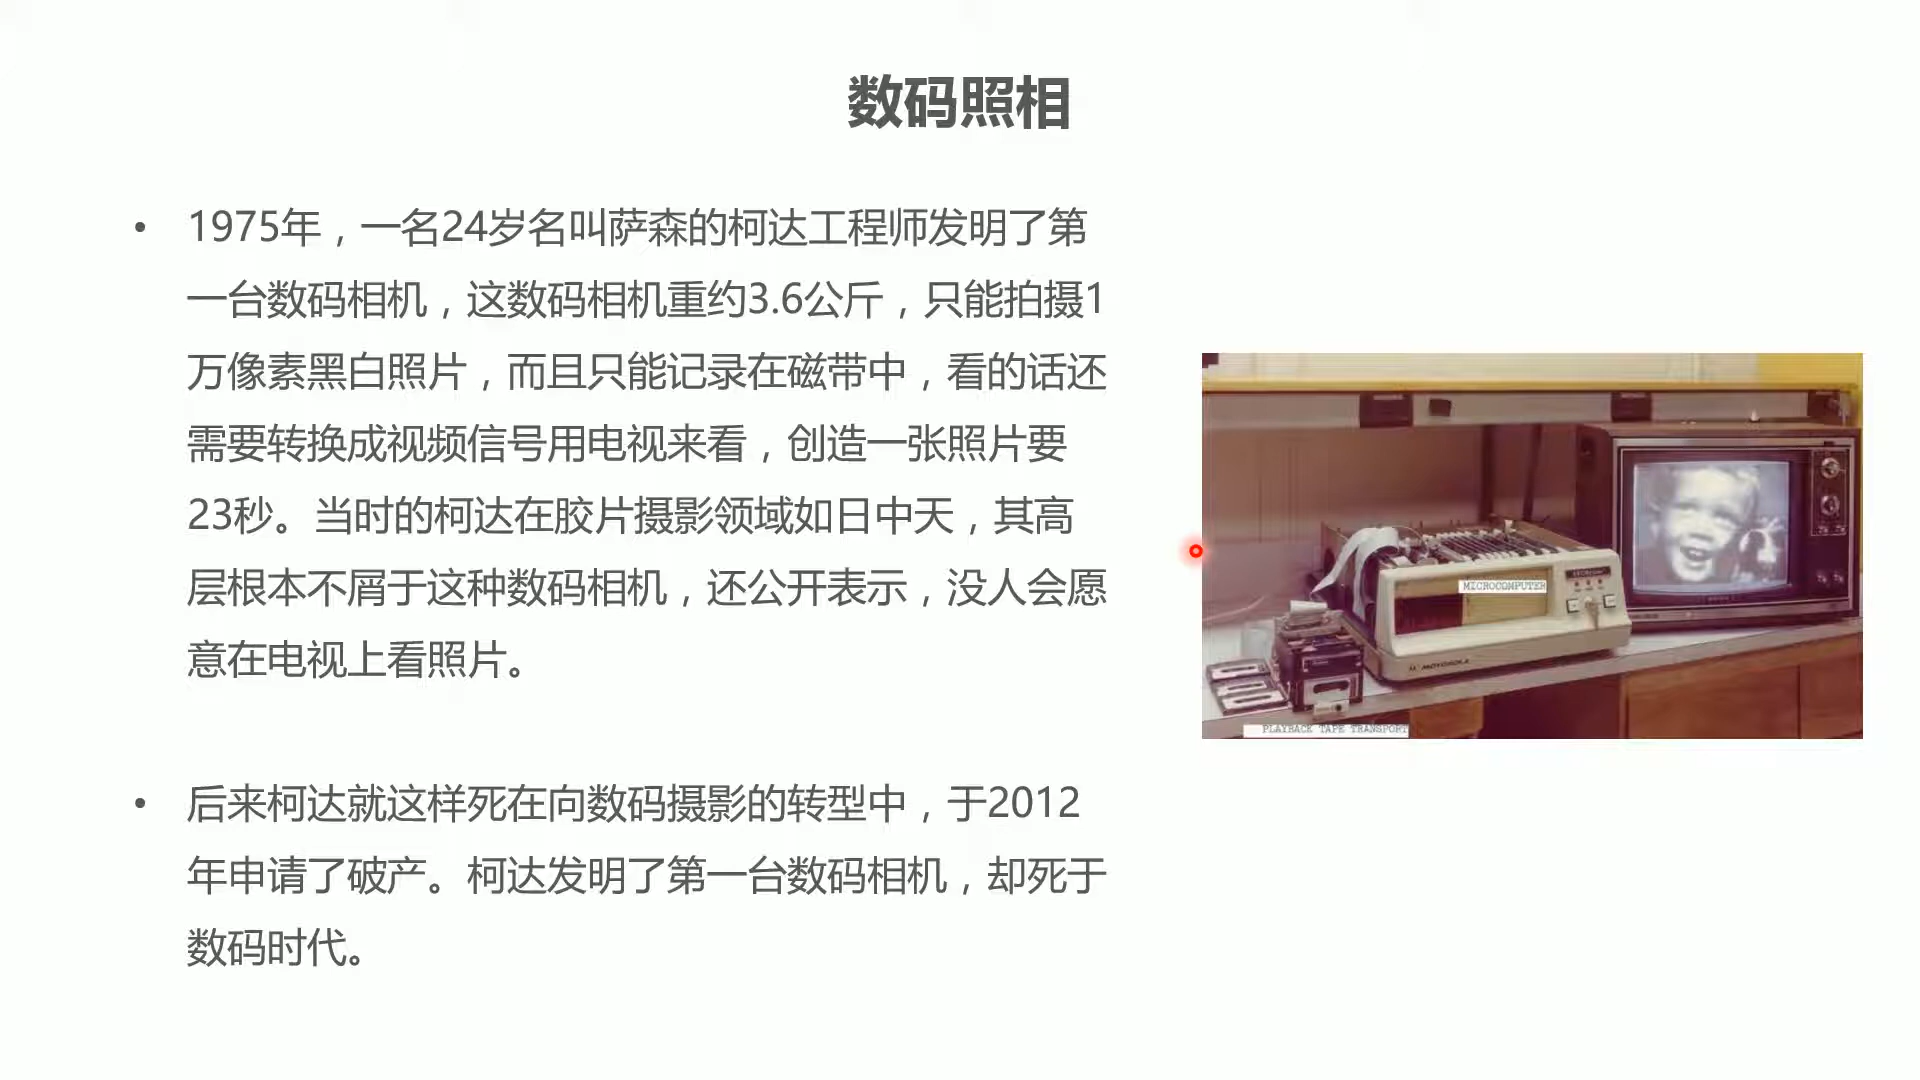 数码照相
• 1975年，一名24岁名叫萨森的柯达工程师发明了第
一台数码相机，这数码相机重约3.6公斤，只能拍摄1
万像素黑白照片，而且只能记录在磁带中，看的话还
需要转换成视频信号用电视来看，创造一张照片要
23秒。当时的柯达在胶片摄影领域如日中天，其高
层根本不屑于这种数码相机，还公开表示，没人会愿
意在电视上看照片。
• 后来柯达就这样死在向数码摄影的转型中，于2012
年申请了破产。柯达发明了第一台数码相机，却死于
数码时代。
MICROCOMPUTER
MOTOROLA
PLAYBACK TAPE TRANSPORT